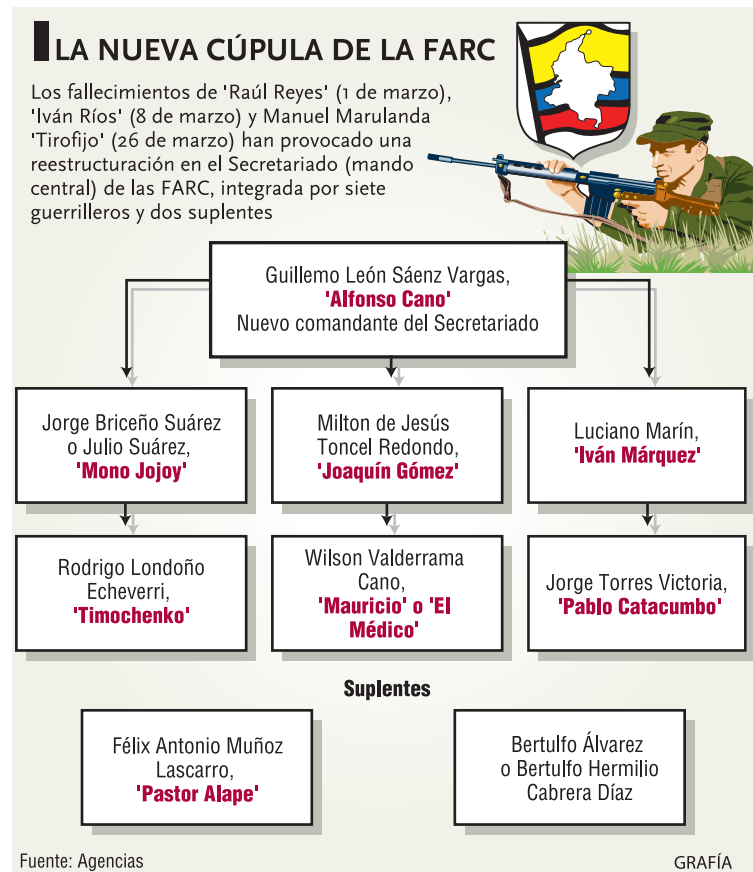 LA NUEVA CÚPULA DE LA FARC
Los fallecimientos de 'Raúl Reyes' (1 de marzo),
'Iván Ríos' (8 de marzo) y Manuel Marulanda
'Tirofijo' (26 de marzo) han provocado una
reestructuración en el Secretariado (mando
central) de las FARC, integrada por siete
guerrilleros y dos suplentes
Guillemo León Sáenz Vargas,
'Alfonso Cano'
Nuevo comandante del Secretariado
Jorge Briceño Suárez
o Julio Suárez,
'Mono Jojoy'
Milton de Jesús
Toncel Redondo,
'Joaquín Gómez'
Luciano Marín,
'Iván Márquez'
Rodrigo Londoño
Echeverri,
'Timochenko'
Wilson Valderrama
Cano,
'Mauricio' o 'El
Médico'
Jorge Torres Victoria,
'Pablo Catacumbo'
Suplentes
Félix Antonio Muñoz
Lascarro,
'Pastor Alape'
Bertulfo Álvarez
o Bertulfo Hermilio
Cabrera Díaz
Fuente: Agencias
GRAFÍA